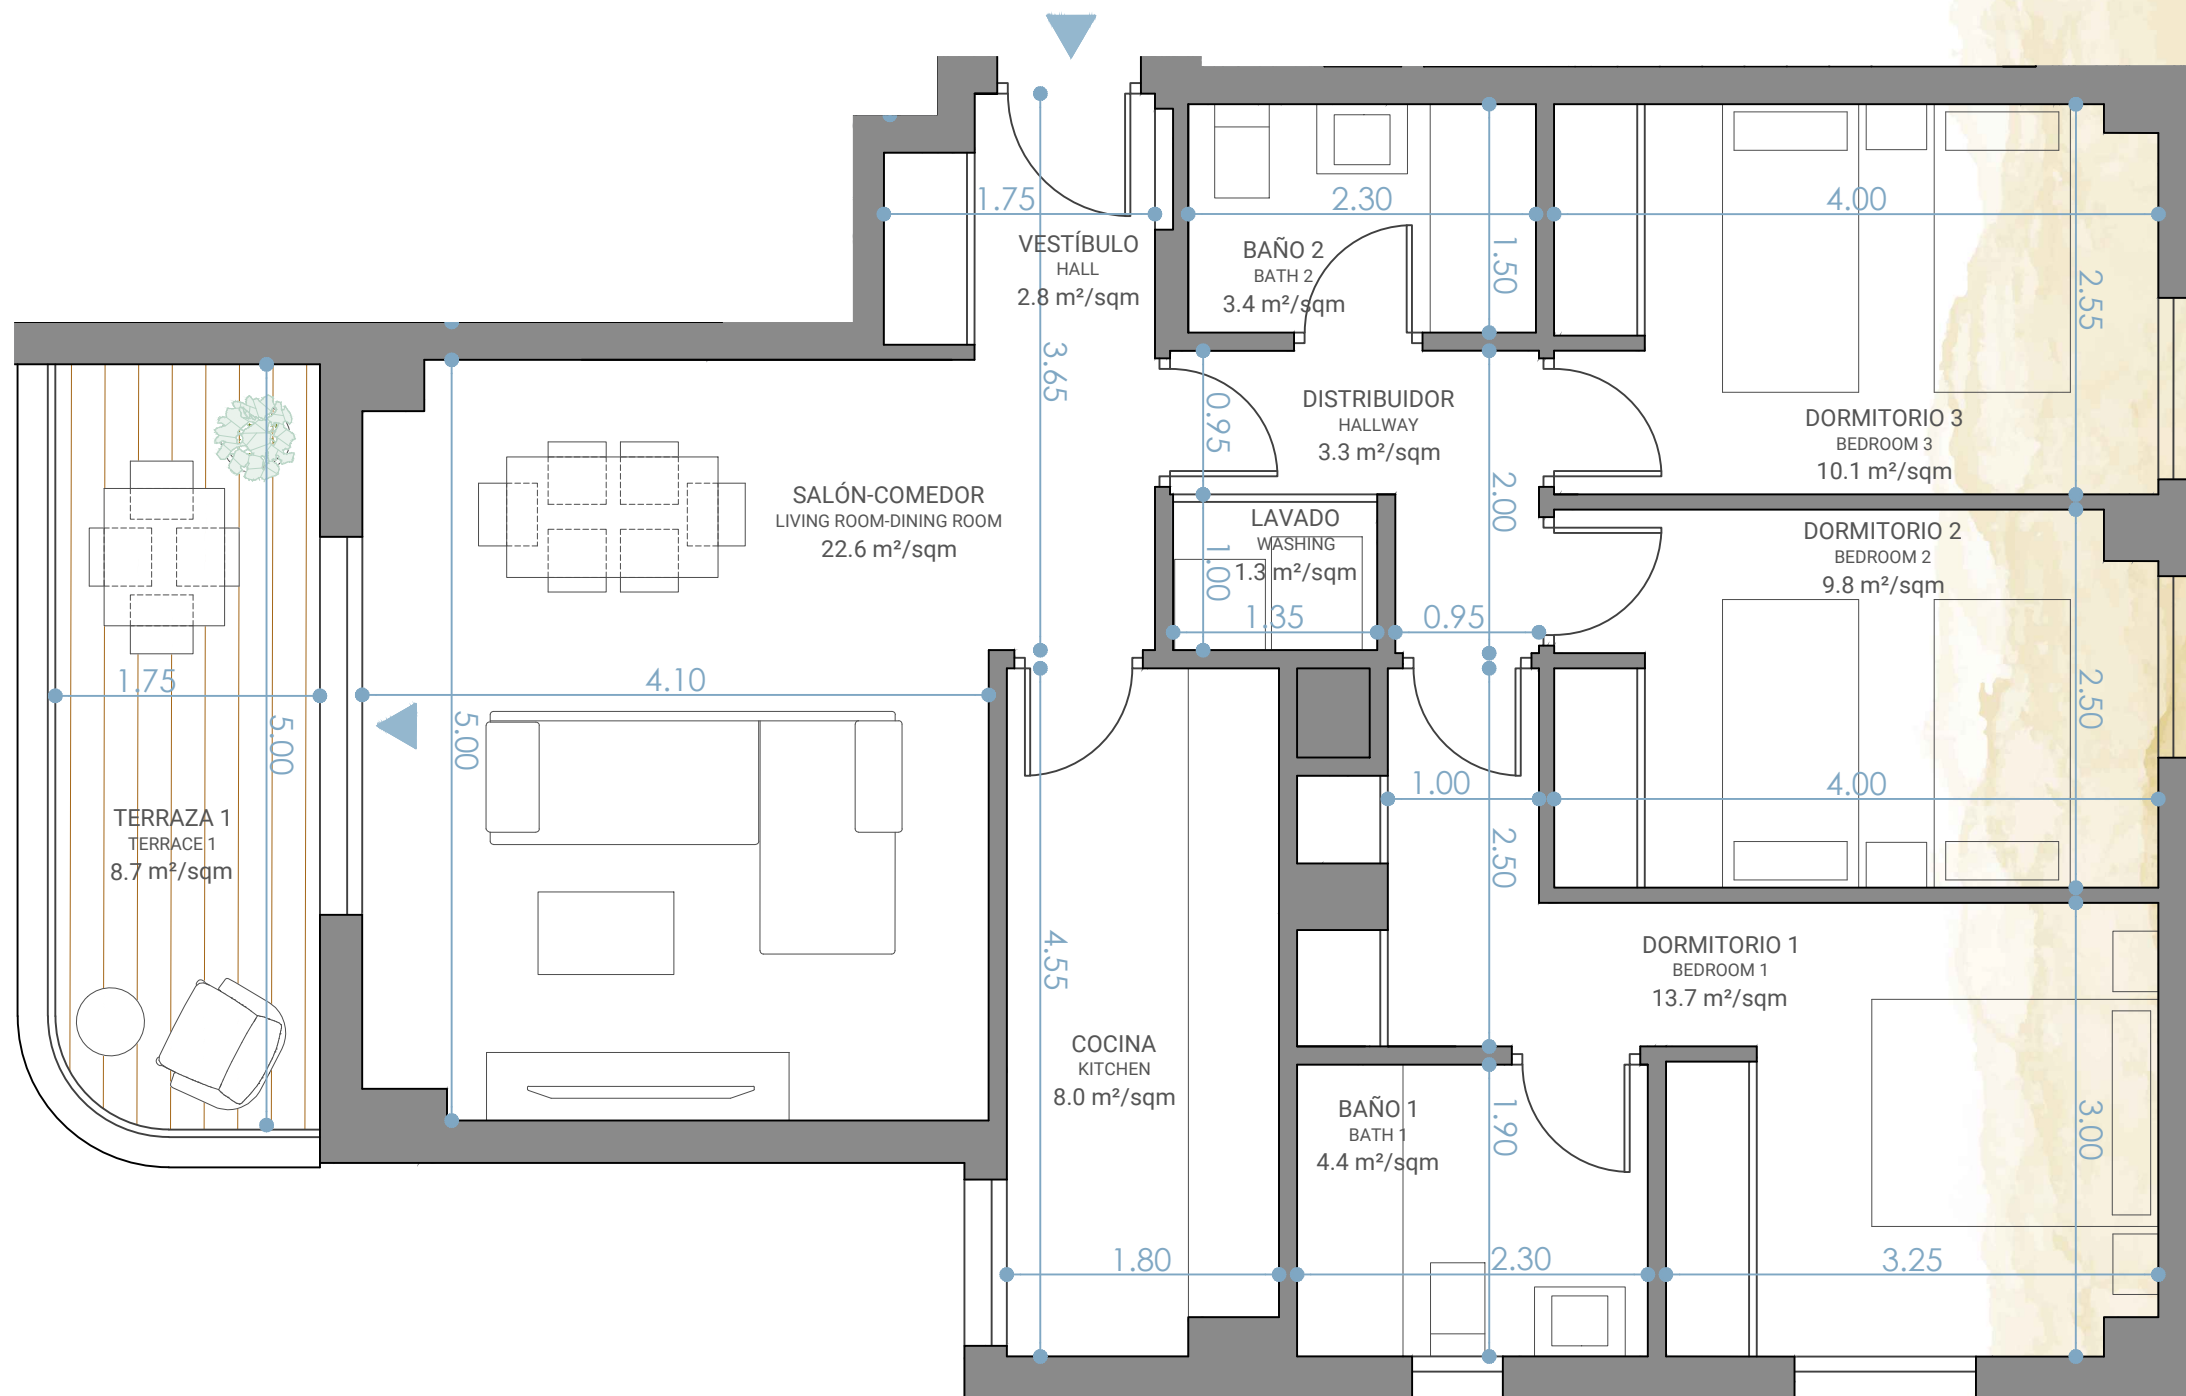 1.75
VESTÍBULO
HALL
2.8 m²/sqm
3.65
2.30
BAÑO 2
BATH 2
3.4 m²/sqm
1.50
4.00
2.55
DORMITORIO 3
BEDROOM 3
10.1 m²/sqm
DISTRIBUIDOR
HALLWAY
3.3 m²/sqm
0.95
2.00
SALÓN-COMEDOR
LIVING ROOM-DINING ROOM
22.6 m²/sqm
LAVADO
WASHING
1.3 m²/sqm
1.00
1.35
0.95
DORMITORIO 2
BEDROOM 2
9.8 m²/sqm
2.50
4.00
1.75
5.00
4.10
5.00
TERRAZA 1
TERRACE 1
8.7 m²/sqm
1.00
2.50
4.55
COCINA
KITCHEN
8.0 m²/sqm
1.80
DORMITORIO 1
BEDROOM 1
13.7 m²/sqm
BAÑO 1
BATH 1
4.4 m²/sqm
1.90
2.30
3.00
3.25